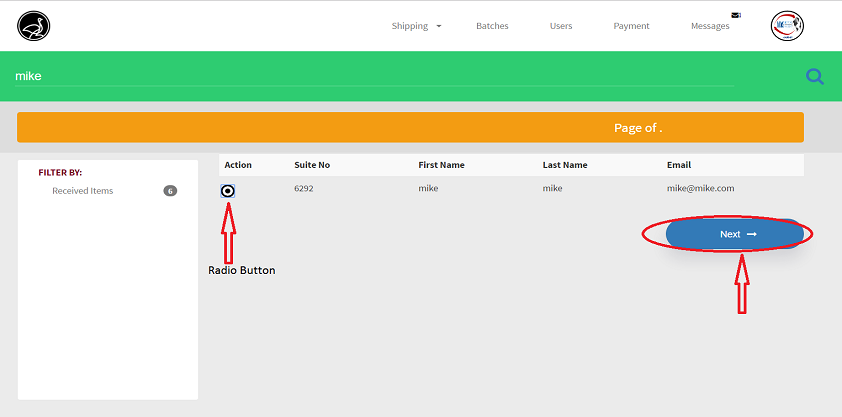 Shipping Batches Users Payment Messages
mike
Page of .
FILTER BY:
Received Items 6
Action Suite No First Name Last Name Email
6292 mike mike mike@mike.com
Next
Radio Button